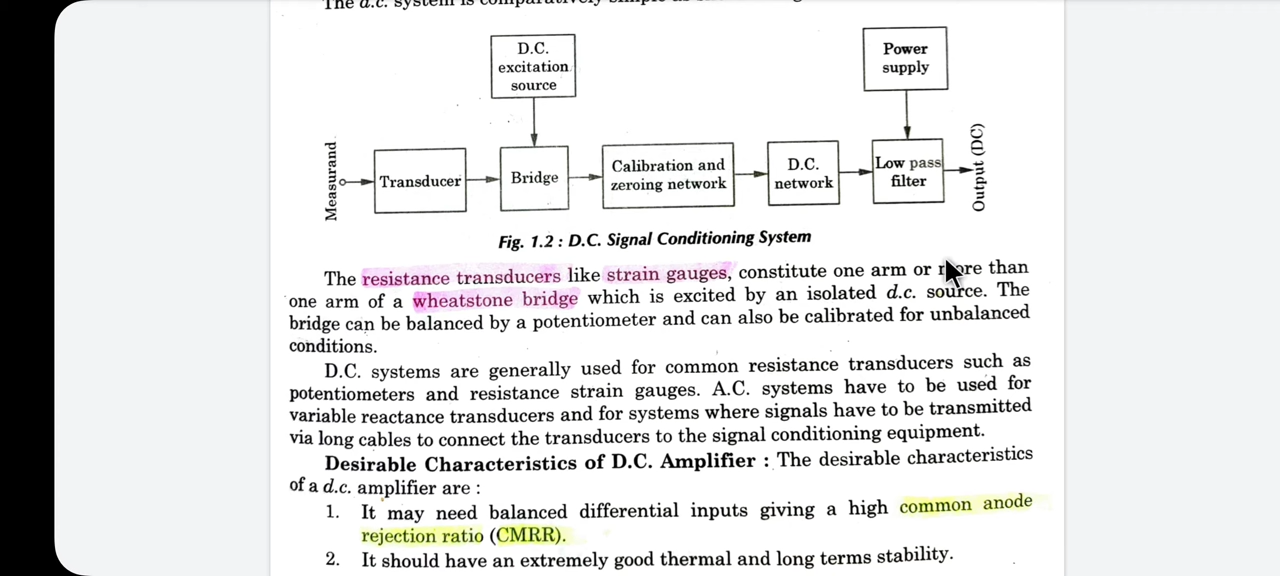 The d.c. system is comparatively
D.C.
excitation
source
Power
supply
Measurand
Transducer
Bridge
Calibration and
zeroing network
D.C.
network
Low pass
filter
Output (DC)
Fig. 1.2 : D.C. Signal Conditioning System
The resistance transducers like strain gauges, constitute one arm or more than
one arm of a wheatstone bridge which is excited by an isolated d.c. source. The
bridge can be balanced by a potentiometer and can also be calibrated for unbalanced
conditions.
D.C. systems are generally used for common resistance transducers such as
potentiometers and resistance strain gauges. A.C. systems have to be used for
variable reactance transducers and for systems where signals have to be transmitted
via long cables to connect the transducers to the signal conditioning equipment.
Desirable Characteristics of D.C. Amplifier : The desirable characteristics
of a d.c. amplifier are :
1. It may need balanced differential inputs giving a high common anode
rejection ratio (CMRR).
2. It should have an extremely good thermal and long terms stability.